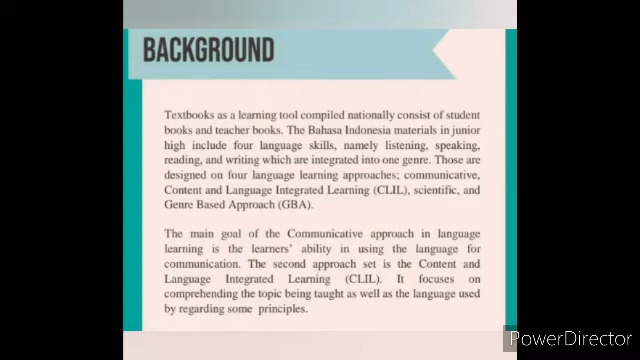 BACKGROUND
Textbooks as a learning tool compiled nationally consist of student
books and teacher books. The Bahasa Indonesia materials in junior
high include four language skills, namely listening, speaking,
reading, and writing which are integrated into one genre. Those are
designed on four language learning approaches; communicative,
Content and Language Integrated Learning (CLIL), scientific, and
Genre Based Approach (GBA).
The main goal of the Communicative approach in language
learning is the learners' ability in using the language for
communication. The second approach set is the Content and
Language Integrated Learning (CLIL). It focuses on
comprehending the topic being taught as well as the language used
by regarding some principles.
PowerDirector